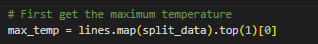 # First get the maximum temperature
max_temp = lines.map(split_data).top(1)[0]